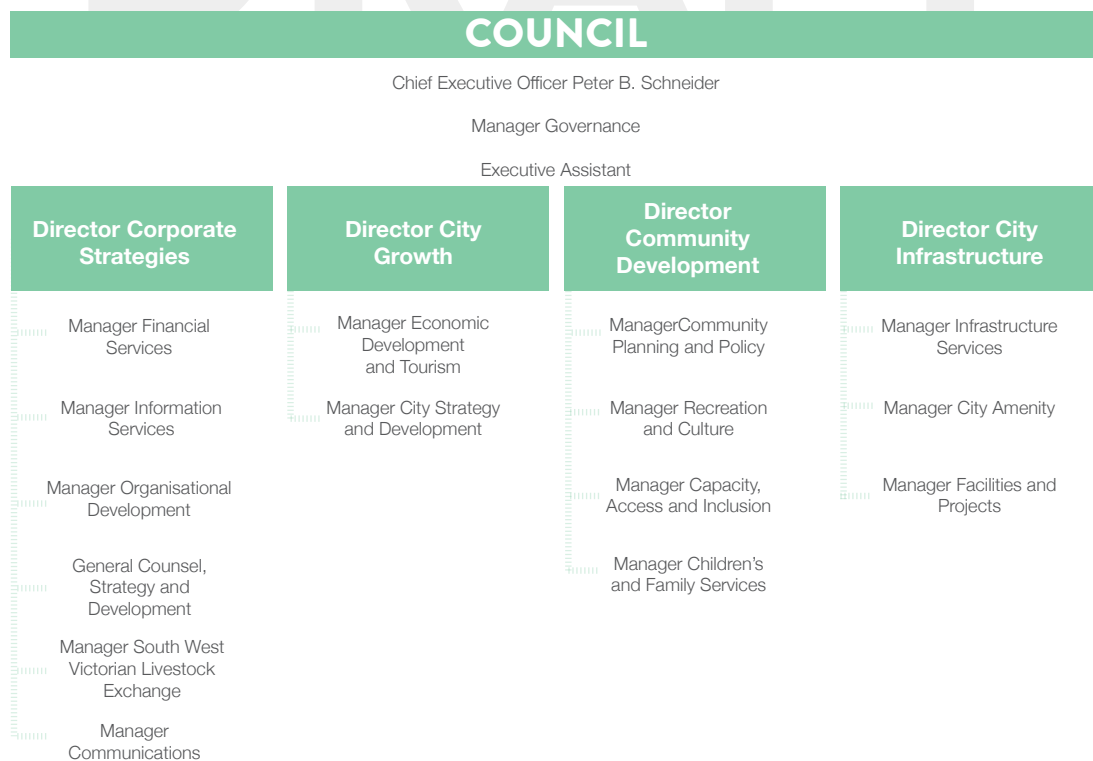 COUNCIL
Chief Executive Officer Peter B. Schneider
Manager Governance
Executive Assistant
Director Corporate
Strategies
Manager Financial
Services
Manager Information
Services
Manager Organisational
Development
General Counsel,
Strategy and
Development
Manager South West
Victorian Livestock
Exchange
Manager
Communications
Director City
Growth
Manager Economic
Development
and Tourism
Manager City Strategy
and Development
Director
Community
Development
ManagerCommunity
Planning and Policy
Manager Recreation
and Culture
Manager Capacity,
Access and Inclusion
Manager Children’s
and Family Services
Director City
Infrastructure
Manager Infrastructure
Services
Manager City Amenity
Manager Facilities and
Projects